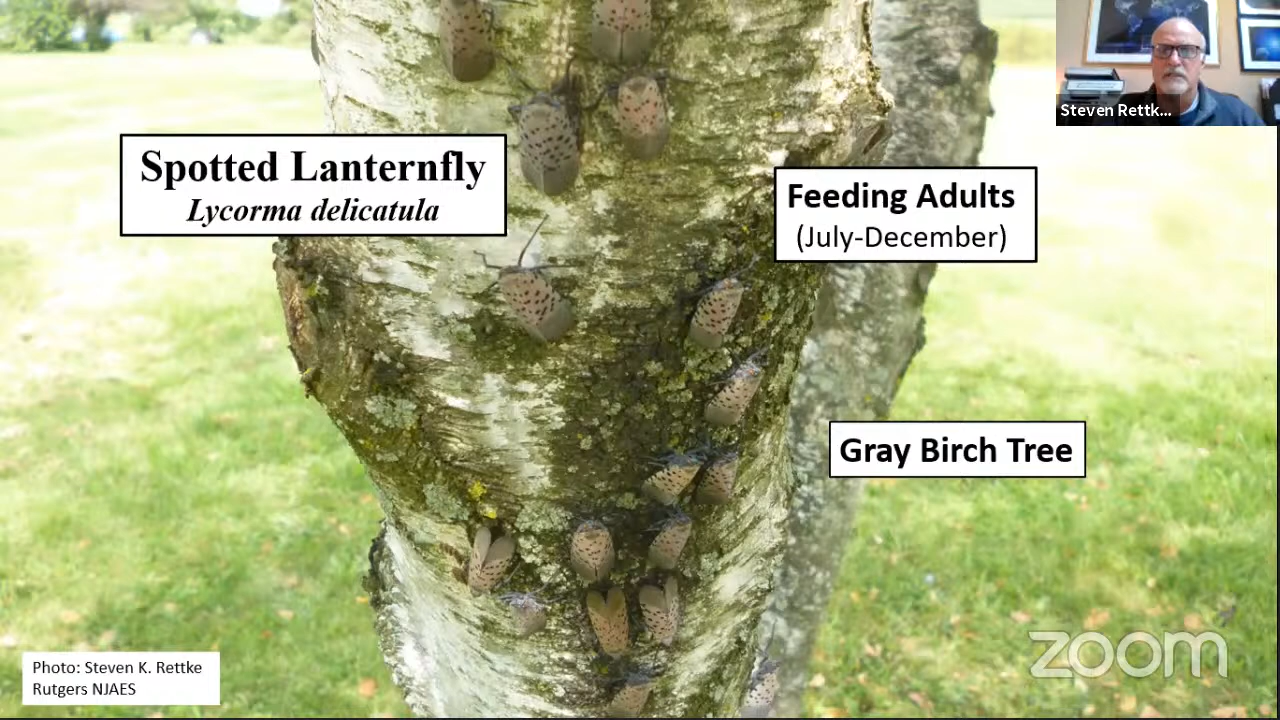 Steven Rettk...
Spotted Lanternfly
Lycorma delicatula
Feeding Adults
(July-December)
Gray Birch Tree
Photo: Steven K. Rettke
Rutgers NJAES
zoom